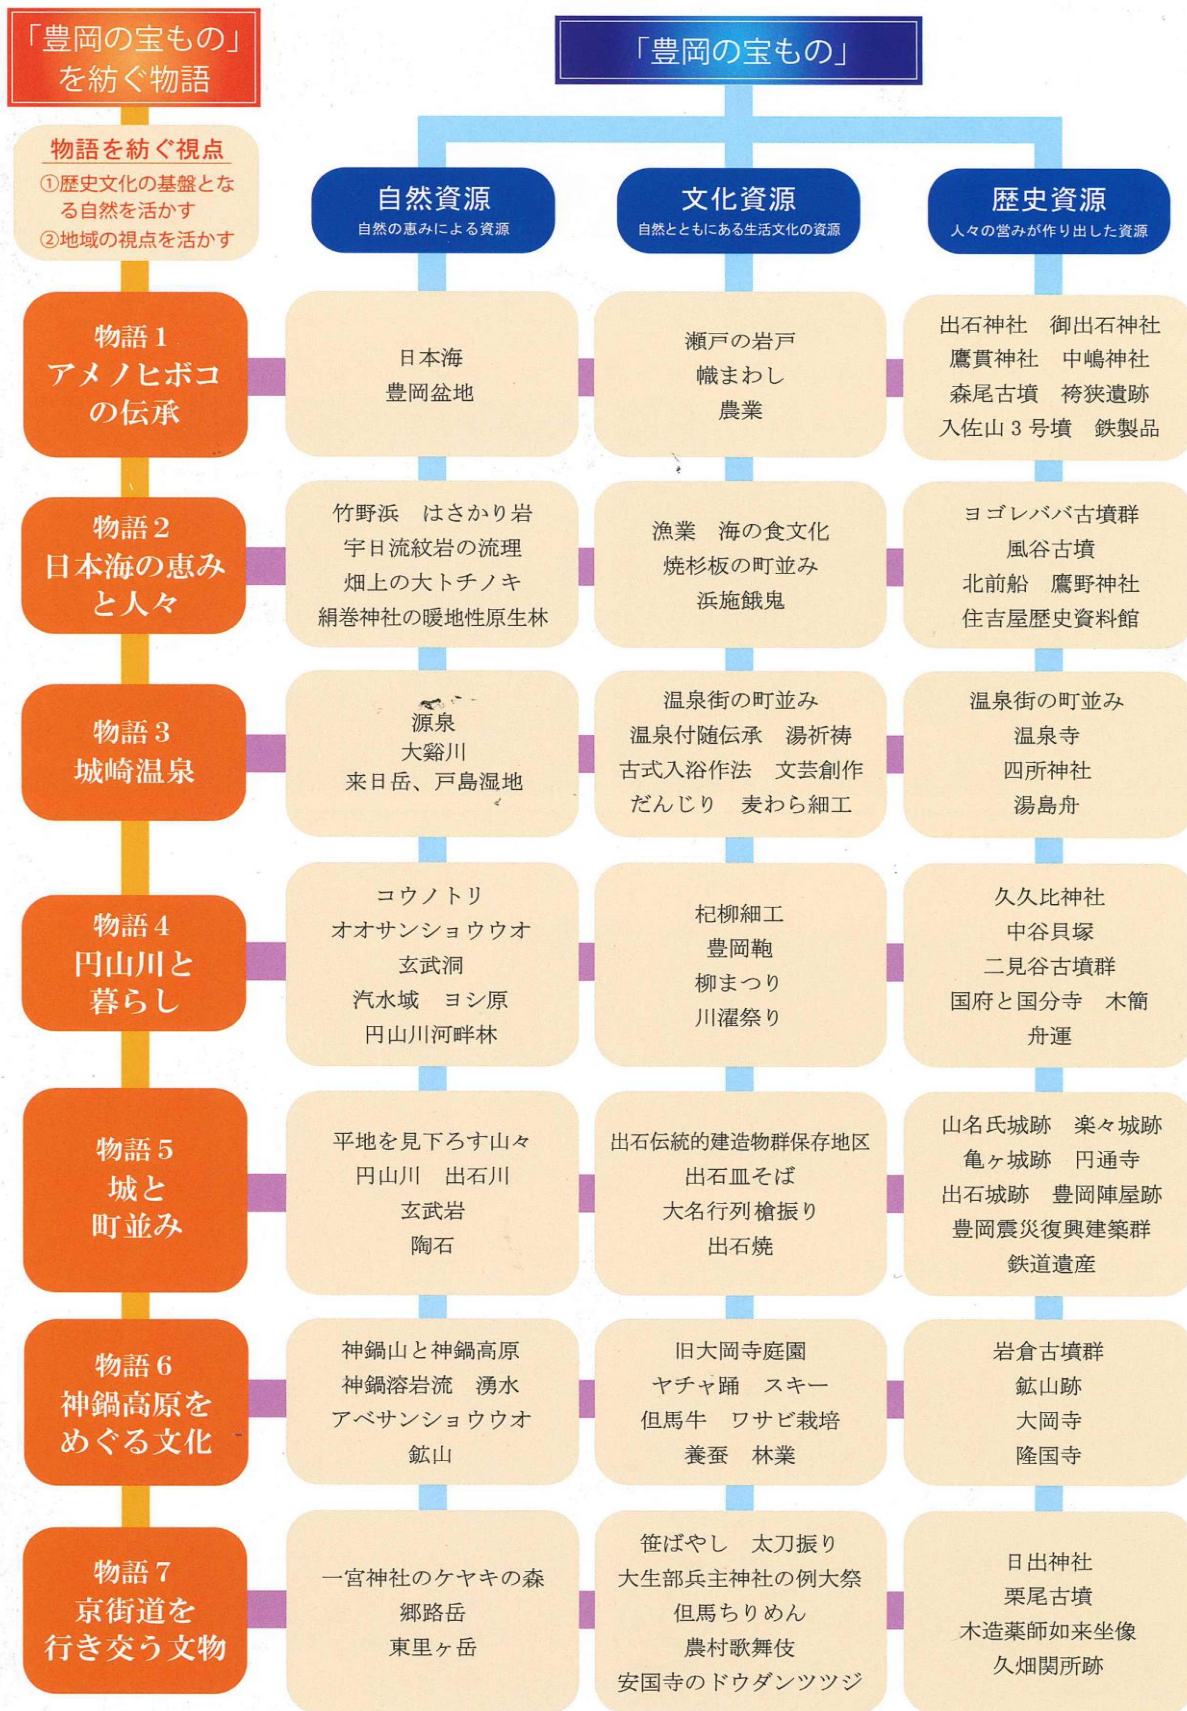 「豊岡の宝もの」
を紡ぐ物語
「豊岡の宝もの」
物語を紡ぐ視点
①歴史文化の基盤とな
る自然を活かす
②地域の視点を活かす
自然資源
自然の恵みによる資源
文化資源
自然とともにある生活文化の資源
歴史資源
人々の営みが作り出した資源
物語1
アメノヒボコ
の伝承
日本海
豊岡盆地
瀬戸の岩戸
幟まわし
農業
出石神社　御出石神社
鷹貫神社　中嶋神社
森尾古墳　袴狭遺跡
入佐山3号墳　鉄製品
物語2
日本海の恵み
と人々
竹野浜　はさかり岩
宇日流紋岩の流理
畑上の大トチノキ
絹巻神社の暖地性原生林
漁業　海の食文化
焼杉板の町並み
浜施餓鬼
ヨゴレババ古墳群
風谷古墳
北前船　鷹野神社
住吉屋歴史資料館
物語3
城崎温泉
源泉
大谿川
来日岳、戸島湿地
温泉街の町並み
温泉付随伝承　湯祈祷
古式入浴作法　文芸創作
だんじり　麦わら細工
温泉街の町並み
温泉寺
四所神社
湯島舟
物語4
円山川と
暮らし
コウノトリ
オオサンショウウオ
玄武洞
汽水域　ヨシ原
円山川河畔林
杞柳細工
豊岡鞄
柳まつり
川濯祭り
久久比神社
中谷貝塚
二見谷古墳群
国府と国分寺　木簡
舟運
物語5
城と
町並み
平地を見下ろす山々
円山川　出石川
玄武岩
陶石
出石伝統的建造物群保存地区
出石皿そば
大名行列槍振り
出石焼
山名氏城跡　楽々城跡
亀ヶ城跡　円通寺
出石城跡　豊岡陣屋跡
豊岡震災復興建築群
鉄道遺産
物語6
神鍋高原を
めぐる文化
神鍋山と神鍋高原
神鍋溶岩流　湧水
アベサンショウウオ
鉱山
旧大岡寺庭園
ヤチャ踊　スキー
但馬牛　ワサビ栽培
養蚕　林業
岩倉古墳群
鉱山跡
大岡寺
隆国寺
物語7
京街道を
行き交う文物
一宮神社のケヤキの森
郷路岳
東里ヶ岳
笹ばやし　太刀振り
大生部兵主神社の例大祭
但馬ちりめん
農村歌舞伎
安国寺のドウダンツツジ
日出神社
栗尾古墳
木造薬師如来坐像
久畑関所跡